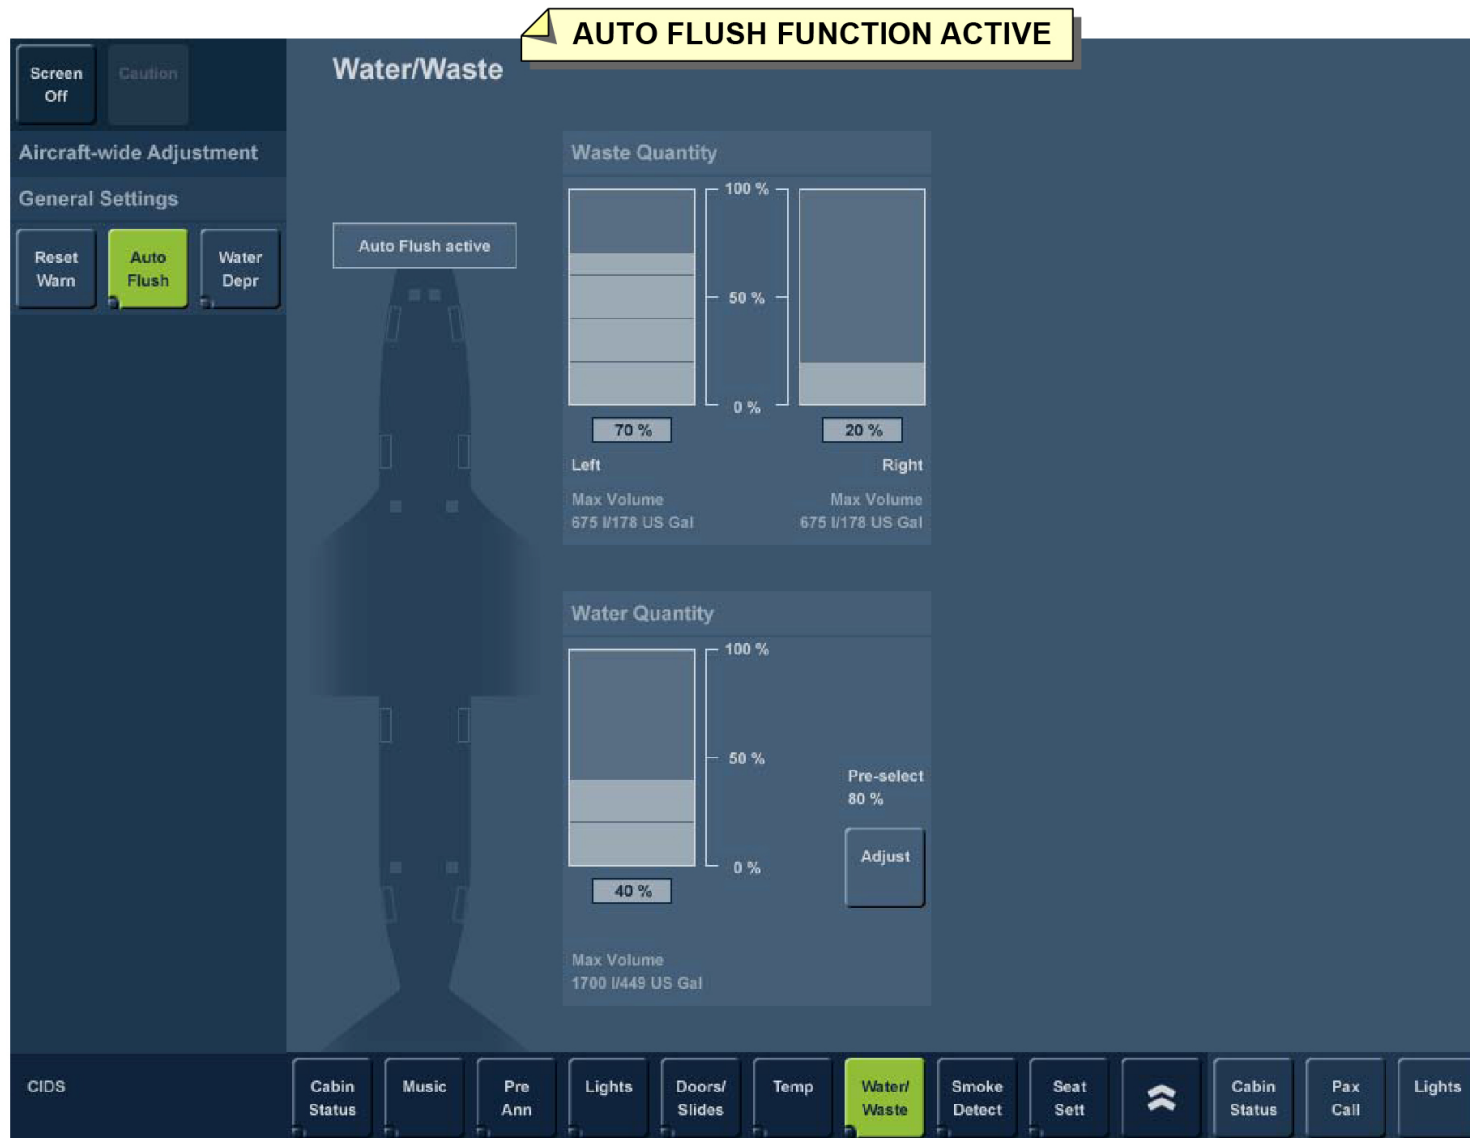 AUTO FLUSH FUNCTION ACTIVE
Screen
Off
Caution
Water/Waste
Aircraft-wide Adjustment
General Settings
Reset
Warn
Auto
Flush
Water
Depr
Auto Flush active
Waste Quantity
100 %
50 %
0 %
70 %
20 %
Left
Right
Max Volume
675 l/178 US Gal
Max Volume
675 l/178 US Gal
Water Quantity
100 %
50 %
0 %
40 %
Pre-select
80 %
Adjust
Max Volume
1700 l/449 US Gal
CIDS
Cabin
Status
Music
Pre
Ann
Lights
Doors/
Slides
Temp
Water/
Waste
Smoke
Detect
Seat
Sett
Cabin
Status
Pax
Call
Lights